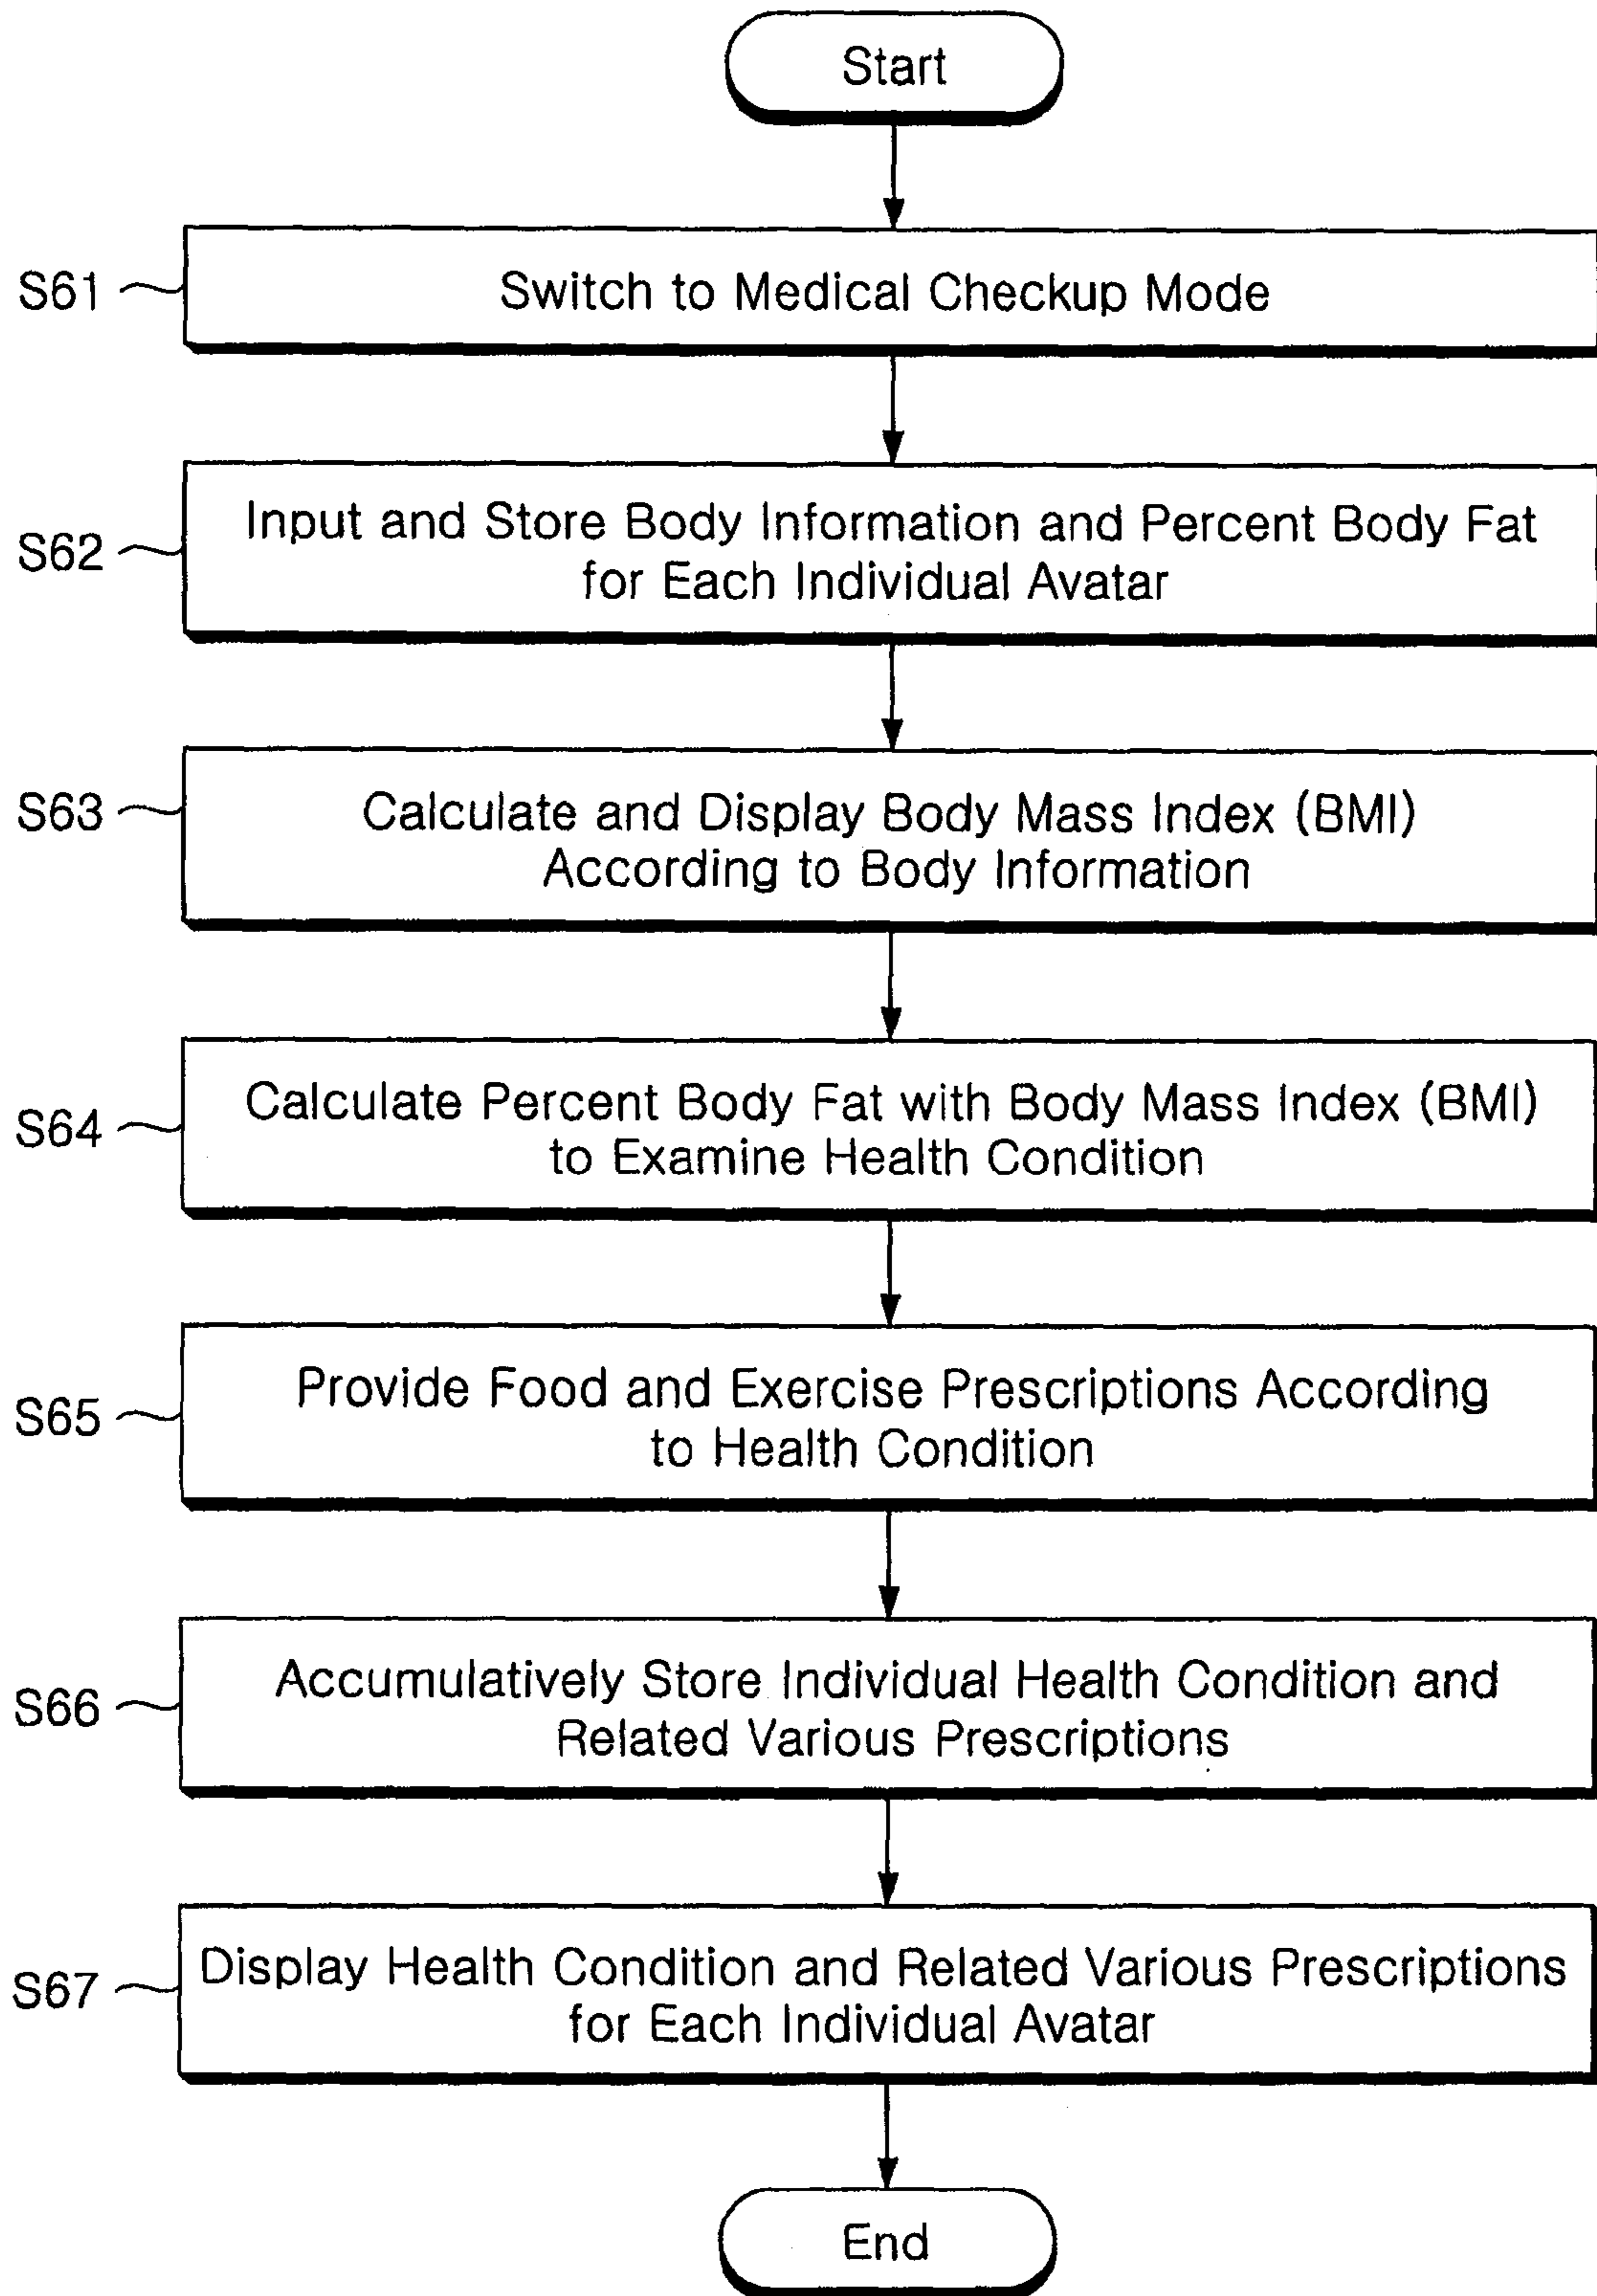 Start
S61
Switch to Medical Checkup Mode
S62
Input and Store Body Information and Percent Body Fat
for Each Individual Avatar
S63
Calculate and Display Body Mass Index (BMI)
According to Body Information
S64
Calculate Percent Body Fat with Body Mass Index (BMI)
to Examine Health Condition
S65
Provide Food and Exercise Prescriptions According
to Health Condition
S66
Accumulatively Store Individual Health Condition and
Related Various Prescriptions
S67
Display Health Condition and Related Various Prescriptions
for Each Individual Avatar
End